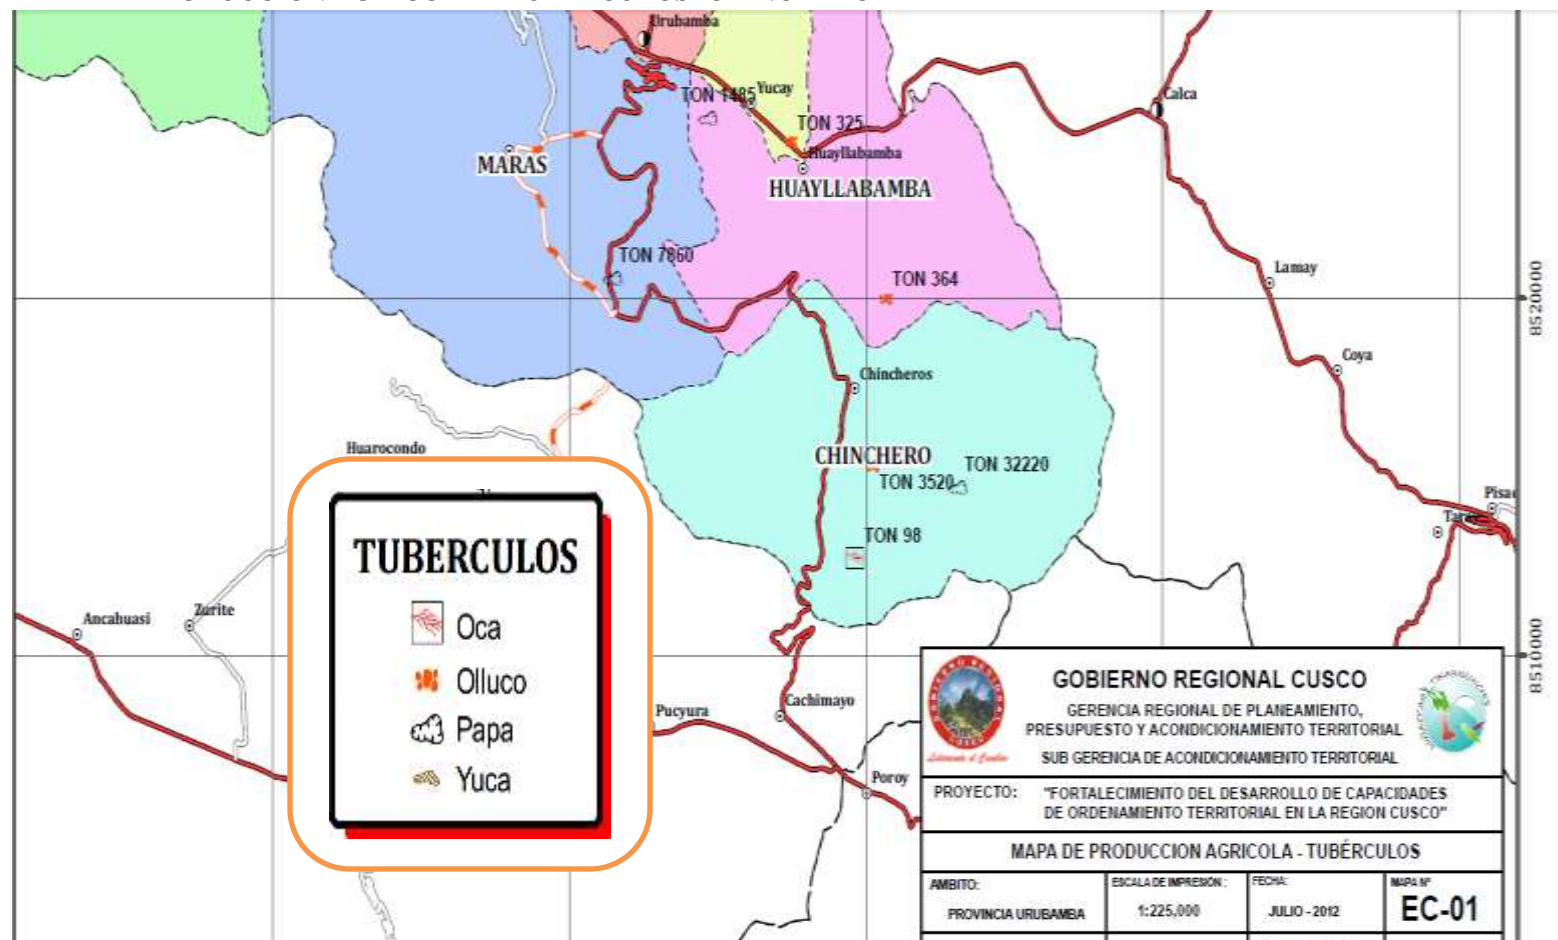 Urubamba
TON 1485
Yucay
Calca
TON 325
MARAS
Huayllabamba
HUAYLLABAMBA
TON 7860
TON 364
Lamay
8520000
Coya
Chincheros
Huarocondo
CHINCHERO
TON 32220
TON 3520
Pisac
TON 98
TUBERCULOS
Oca
Olluco
Papa
Yuca
Ancahuasi
Zurite
8510000
Pucyura
Cachimayo
Poroy
GOBIERNO REGIONAL CUSCO
GERENCIA REGIONAL DE PLANEAMIENTO,
PRESUPUESTO Y ACONDICIONAMIENTO TERRITORIAL
SUB GERENCIA DE ACONDICIONAMIENTO TERRITORIAL
PROYECTO: "FORTALECIMIENTO DEL DESARROLLO DE CAPACIDADES
DE ORDENAMIENTO TERRITORIAL EN LA REGION CUSCO"
MAPA DE PRODUCCION AGRICOLA - TUBÉRCULOS
AMBITO: ESCALA DE IMPRESIÓN : FECHA: MAPA Nº
PROVINCIA URUBAMBA 1:225,000 JULIO - 2012 EC-01